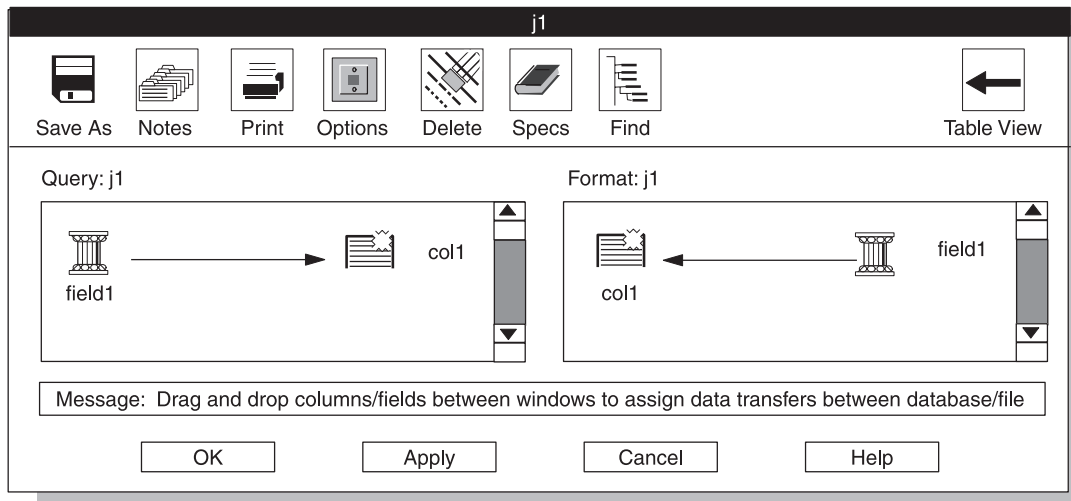 j1
Save As Notes Print Options Delete Specs Find Table View
Query: j1
Format: j1
field1
col1
col1
field1
Message: Drag and drop columns/fields between windows to assign data transfers between database/file
OK Apply Cancel Help